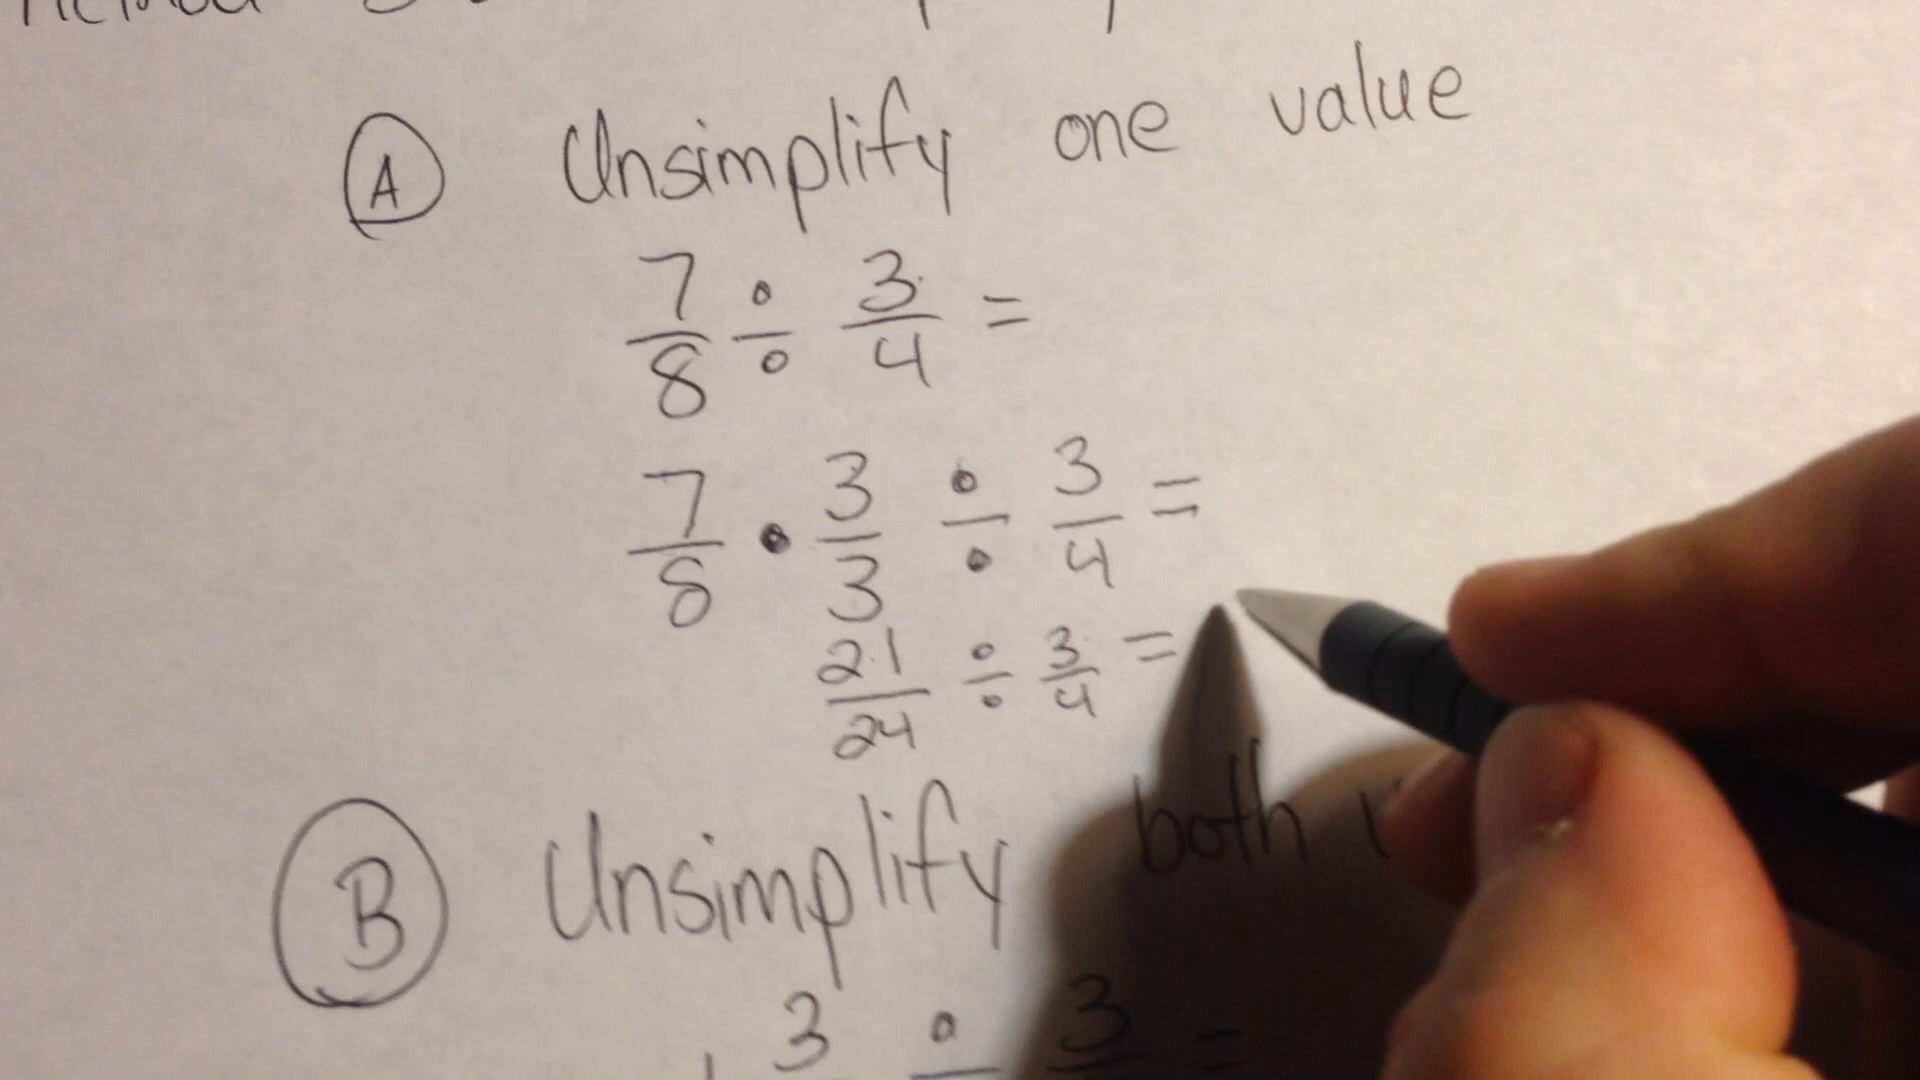 A Unsimplify one value
7/8 ÷ 3/4 =
7/8 • 3/3 ÷ 3/4 =
21/24 ÷ 3/4 =
B Unsimplify both
3 ÷ 3 =